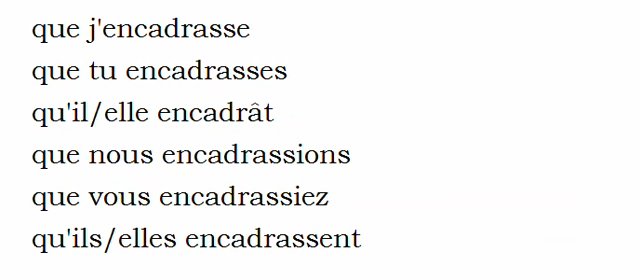 que j'encadrasse
que tu encadrasses
qu'il/elle encadrât
que nous encadrassions
que vous encadrassiez
qu'ils/elles encadrassent